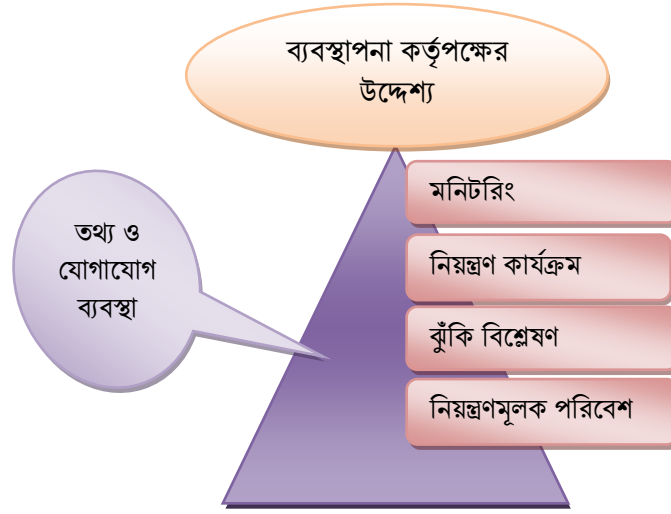 ব্যবস্থাপনা কর্তৃপক্ষের
উদ্দেশ্য
মনিটরিং
নিয়ন্ত্রণ কার্যক্রম
ঝুঁকি বিশ্লেষণ
নিয়ন্ত্রণমূলক পরিবেশ
তথ্য ও
যোগাযোগ
ব্যবস্থা